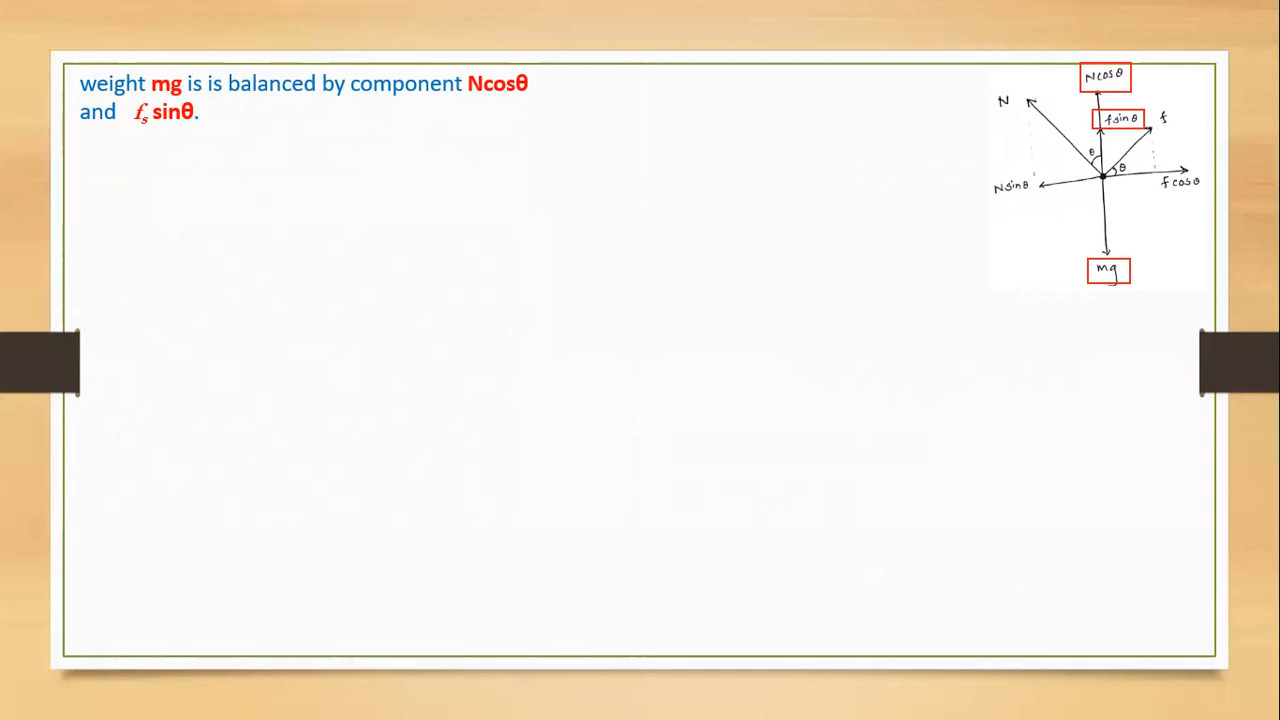 weight mg is is balanced by component Ncosθ
and fₛ sinθ.
Ncosθ
N
fsinθ
f
θ
θ
Nsinθ
fcosθ
mg